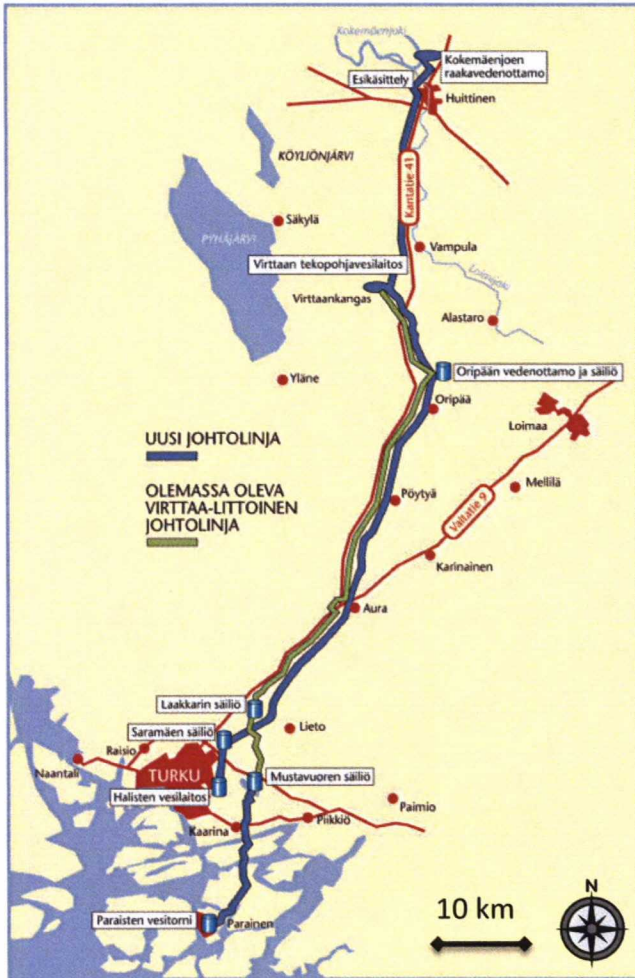 Kokemäenjoki
Kokemäenjoen
raakavedenottamo
Esikäsittely
Huittinen
KÖYLIÖNJÄRVI
Kantatie 41
Säkylä
PYHÄJÄRVI
Vampula
Virttaan tekopohjavesilaitos
Loimijoki
Virttaankangas
Alastaro
Yläne
Oripään vedenottamo ja säiliö
Oripää
Loimaa
UUSI JOHTOLINJA
OLEMASSA OLEVA
VIRTTAA-LITTOINEN
JOHTOLINJA
Pöytyä
Mellilä
Valtatie 9
Karinainen
Aura
Laakkarin säiliö
Saramäen säiliö
Lieto
Raisio
Naantali
TURKU
Mustavuoren säiliö
Halisten vesilaitos
Paimio
Kaarina
Piikkiö
Paraisten vesitorni
Parainen
10 km
N